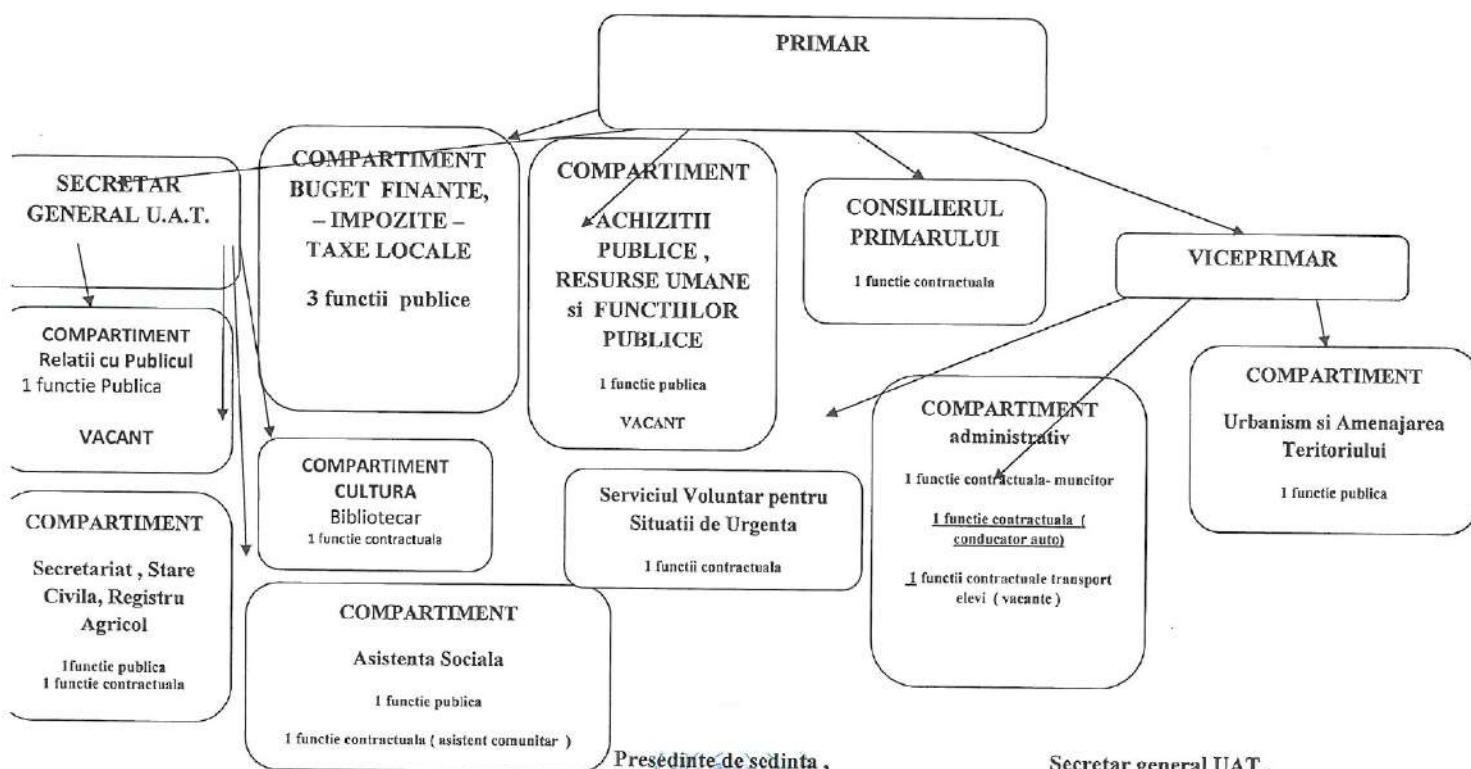 PRIMAR
SECRETAR
GENERAL U.A.T.
COMPARTIMENT
BUGET FINANTE,
– IMPOZITE –
TAXE LOCALE
3 functii publice
COMPARTIMENT
ACHIZITII
PUBLICE ,
RESURSE UMANE
si FUNCTIILOR
PUBLICE
1 functie publica
VACANT
CONSILIERUL
PRIMARULUI
1 functie contractuala
VICEPRIMAR
COMPARTIMENT
Relatii cu Publicul
1 functie Publica
VACANT
COMPARTIMENT
CULTURA
Bibliotecar
1 functie contractuala
Serviciul Voluntar pentru
Situatii de Urgenta
1 functii contractuala
COMPARTIMENT
administrativ
1 functie contractuala- muncitor
1 functie contractuala (
conducator auto)
1 functii contractuale transport
elevi ( vacante )
COMPARTIMENT
Urbanism si Amenajarea
Teritoriului
1 functie publica
COMPARTIMENT
Secretariat , Stare
Civila, Registru
Agricol
1functie publica
1 functie contractuala
COMPARTIMENT
Asistenta Sociala
1 functie publica
1 functie contractuala ( asistent comunitar )
Presedinte de sedinta ,
Secretar general UAT ,